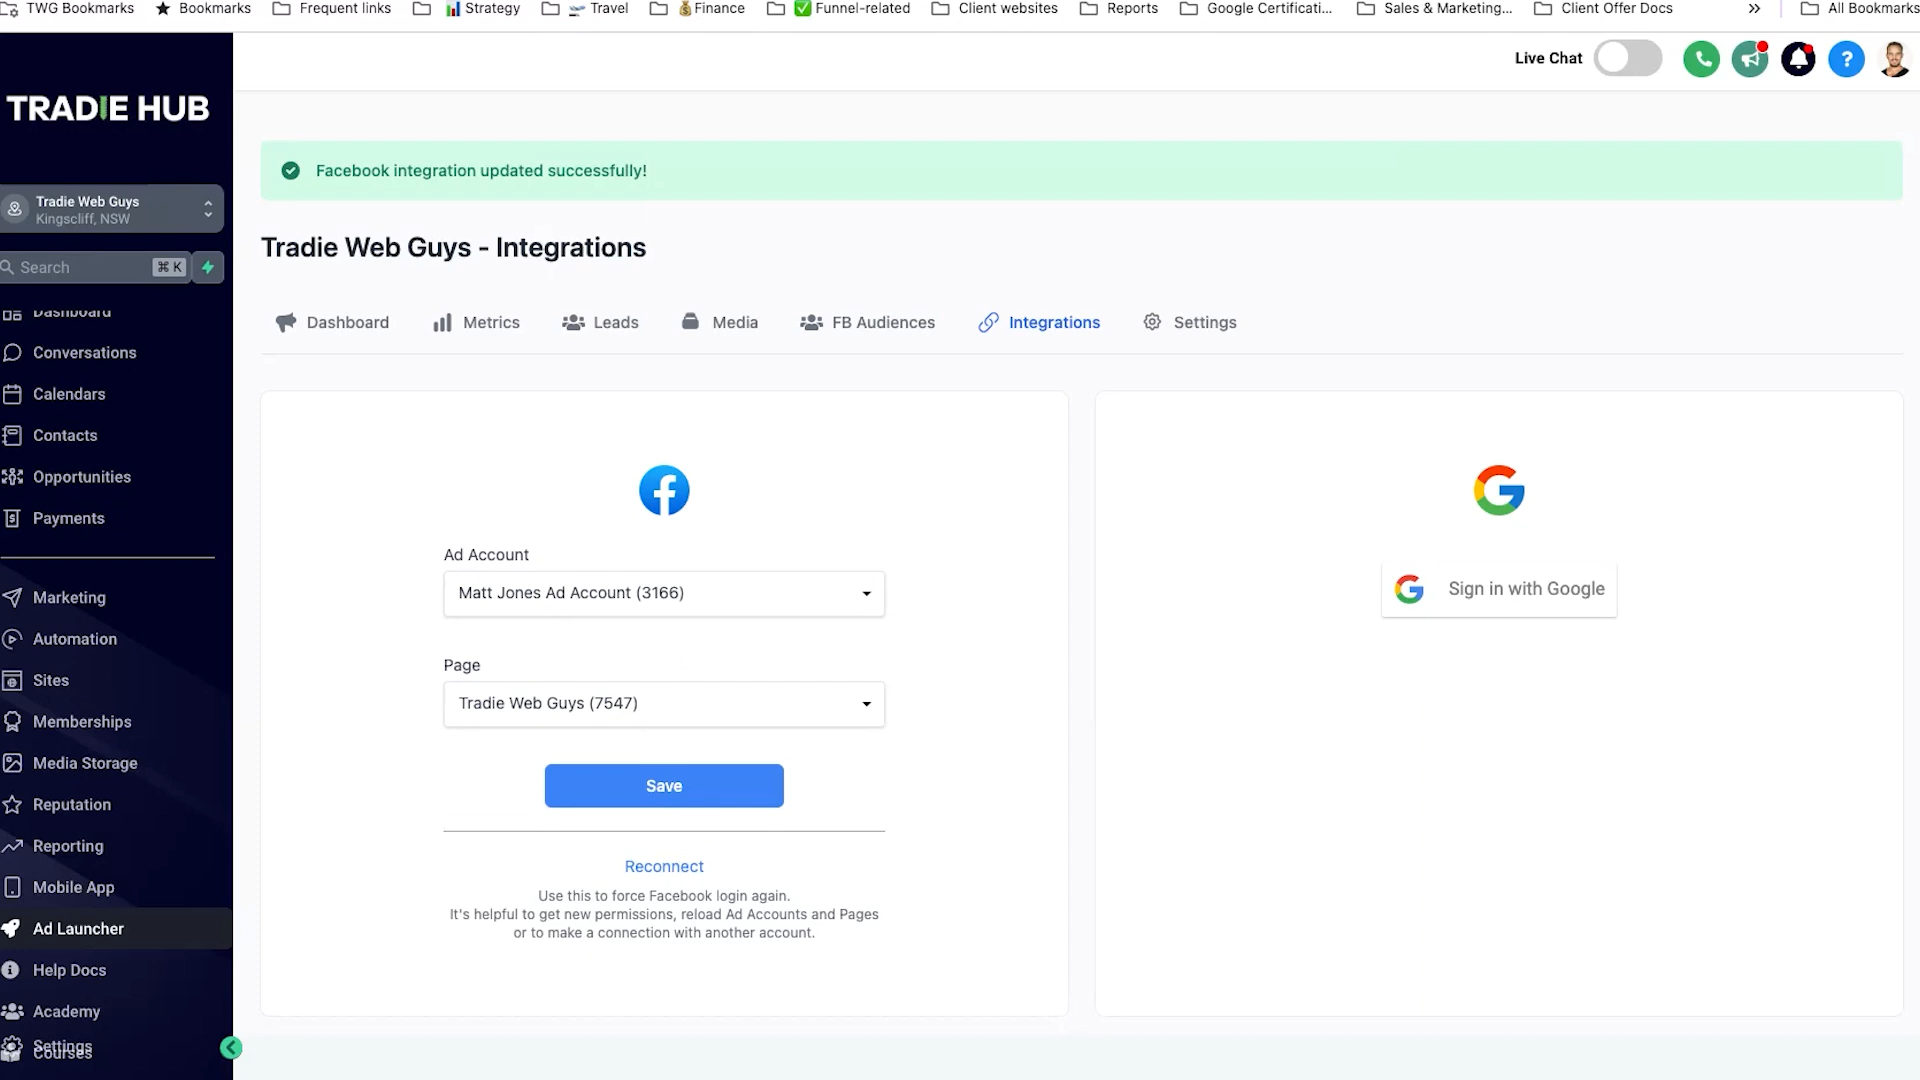 TWG Bookmarks
Bookmarks
Frequent links
Strategy
Travel
Finance
Funnel-related
Client websites
Reports
Google Certificati...
Sales & Marketing...
Client Offer Docs
All Bookmarks
Live Chat
?
TRADIE HUB
Tradie Web Guys
Kingscliff, NSW
Search
⌘ K
Dashboard
Conversations
Calendars
Contacts
Opportunities
Payments
Marketing
Automation
Sites
Memberships
Media Storage
Reputation
Reporting
Mobile App
Ad Launcher
Help Docs
Academy
Settings
Courses
Facebook integration updated successfully!
Tradie Web Guys - Integrations
Dashboard
Metrics
Leads
Media
FB Audiences
Integrations
Settings
Ad Account
Matt Jones Ad Account (3166)
Page
Tradie Web Guys (7547)
Save
Reconnect
Use this to force Facebook login again.
It's helpful to get new permissions, reload Ad Accounts and Pages
or to make a connection with another account.
Sign in with Google